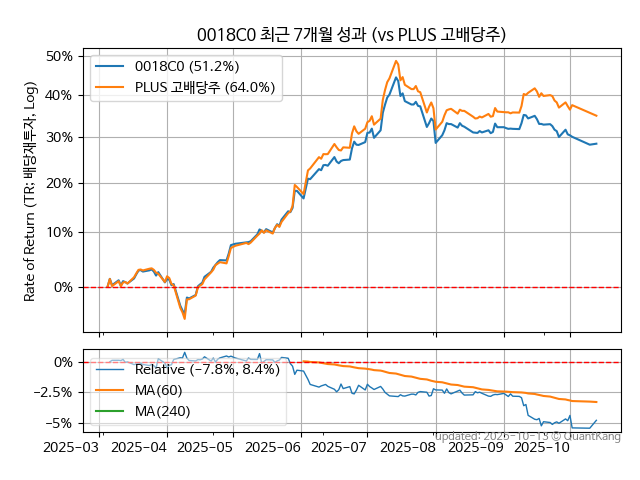 0018C0 최근 7개월 성과 (vs PLUS 고배당주)
Rate of Return (TR: 배당재투자, Log)
50%
40%
30%
20%
10%
0%
0018C0 (51.2%)
PLUS 고배당주 (64.0%)
0%
−2.5%
−5%
Relative (−7.8%, 8.4%)
MA(60)
MA(240)
2025-03
2025-04
2025-05
2025-06
2025-07
2025-08
2025-09
2025-10
updated: 2025-10-13 © QuantKang